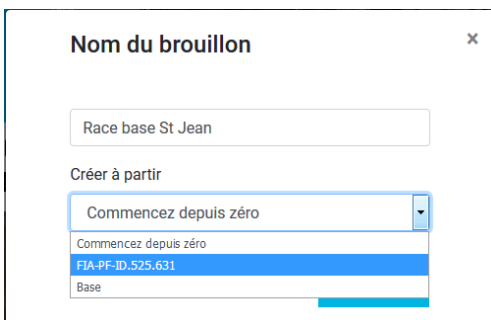 Nom du brouillon
×
Race base St Jean
Créer à partir
Commencez depuis zéro
Commencez depuis zéro
FIA-PF-ID.525.631
Base